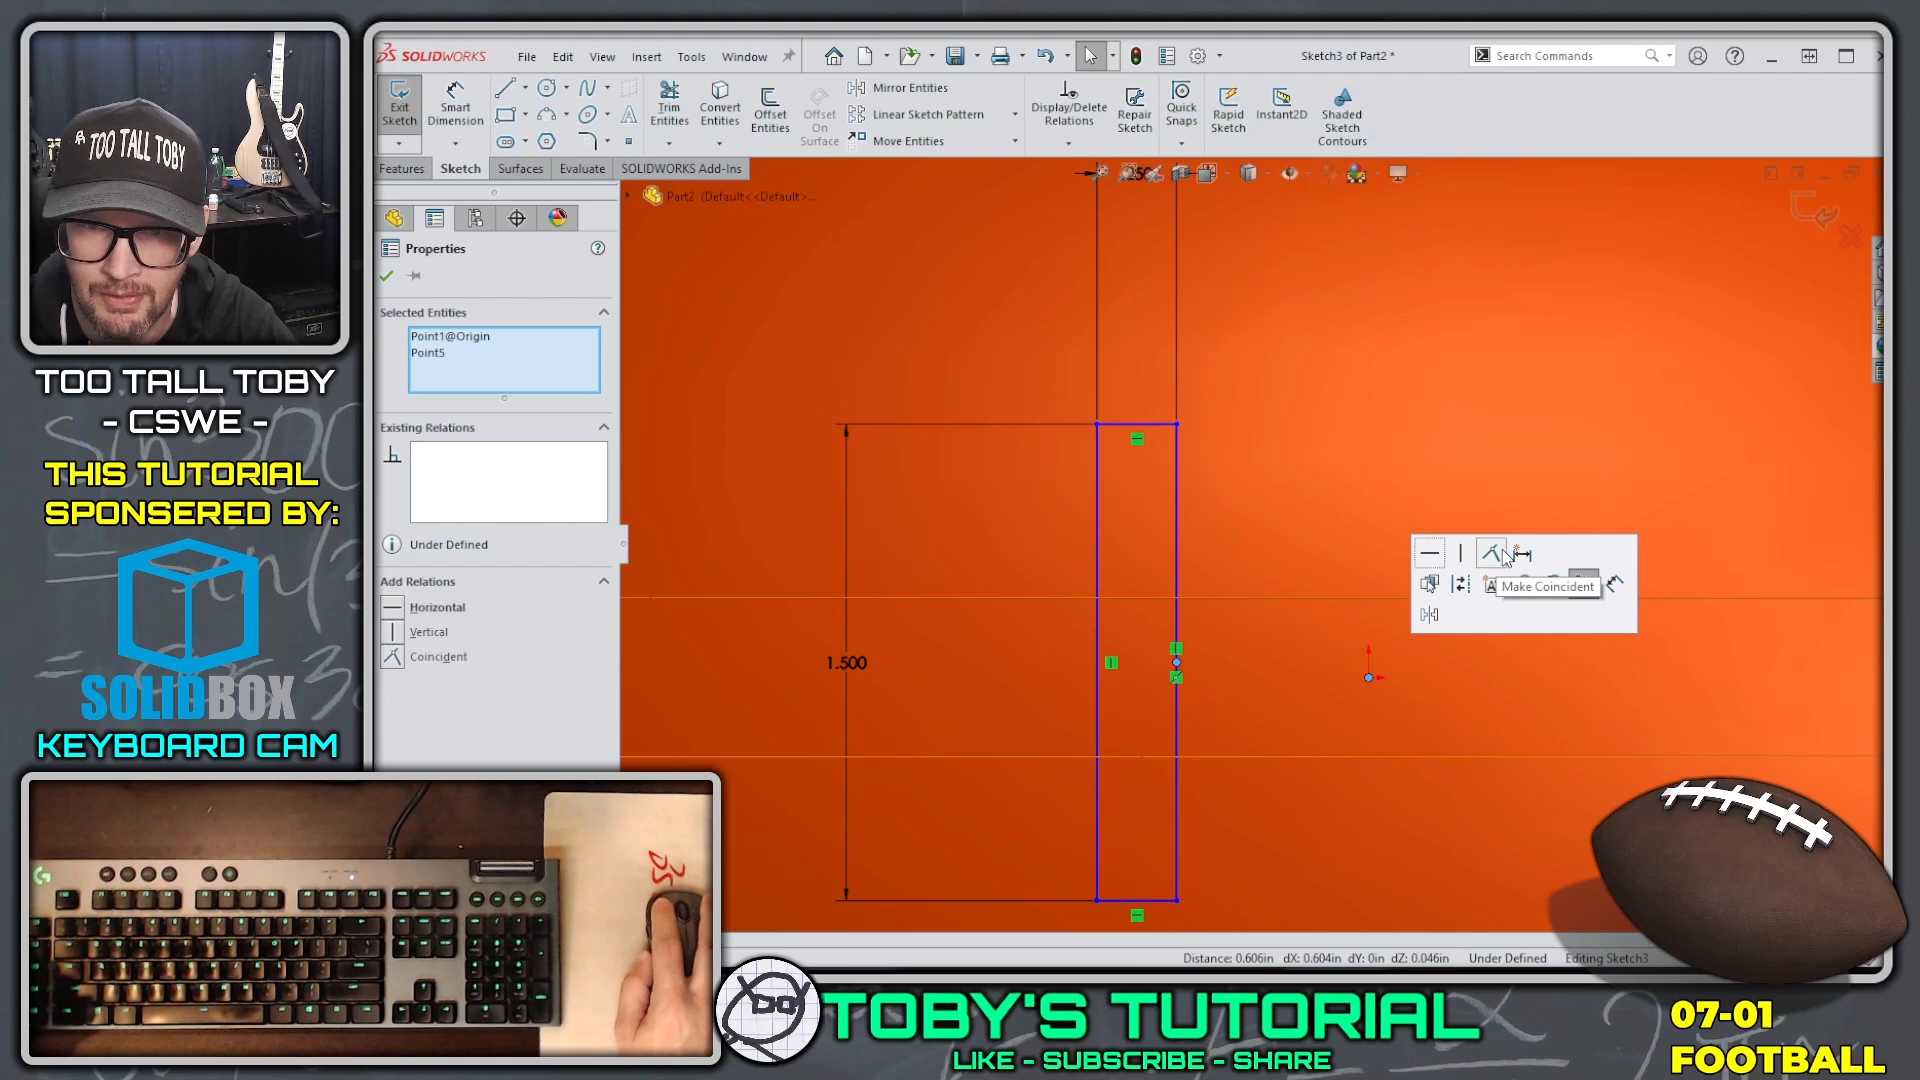 TOO TALL TOBY
TOO TALL TOBY
- CSWE -
THIS TUTORIAL
SPONSERED BY:
SOLIDBOX
KEYBOARD CAM
SOLIDWORKS
File Edit View Insert Tools Window
Sketch3 of Part2 *
Search Commands
Exit Sketch
Smart Dimension
Trim Entities
Convert Entities
Offset Entities
Offset On Surface
Mirror Entities
Linear Sketch Pattern
Move Entities
Display/Delete Relations
Repair Sketch
Quick Snaps
Rapid Sketch
Instant2D
Shaded Sketch Contours
Features Sketch Surfaces Evaluate SOLIDWORKS Add-Ins
Part2 (Default<<Default>...
Properties
Selected Entities
Point1@Origin
Point5
Existing Relations
Under Defined
Add Relations
Horizontal
Vertical
Coincident
1.500
Make Coincident
Distance: 0.606in dX: 0.604in dY: 0in dZ: 0.046in Under Defined Editing Sketch3
TOBY'S TUTORIAL
LIKE - SUBSCRIBE - SHARE
07-01
FOOTBALL